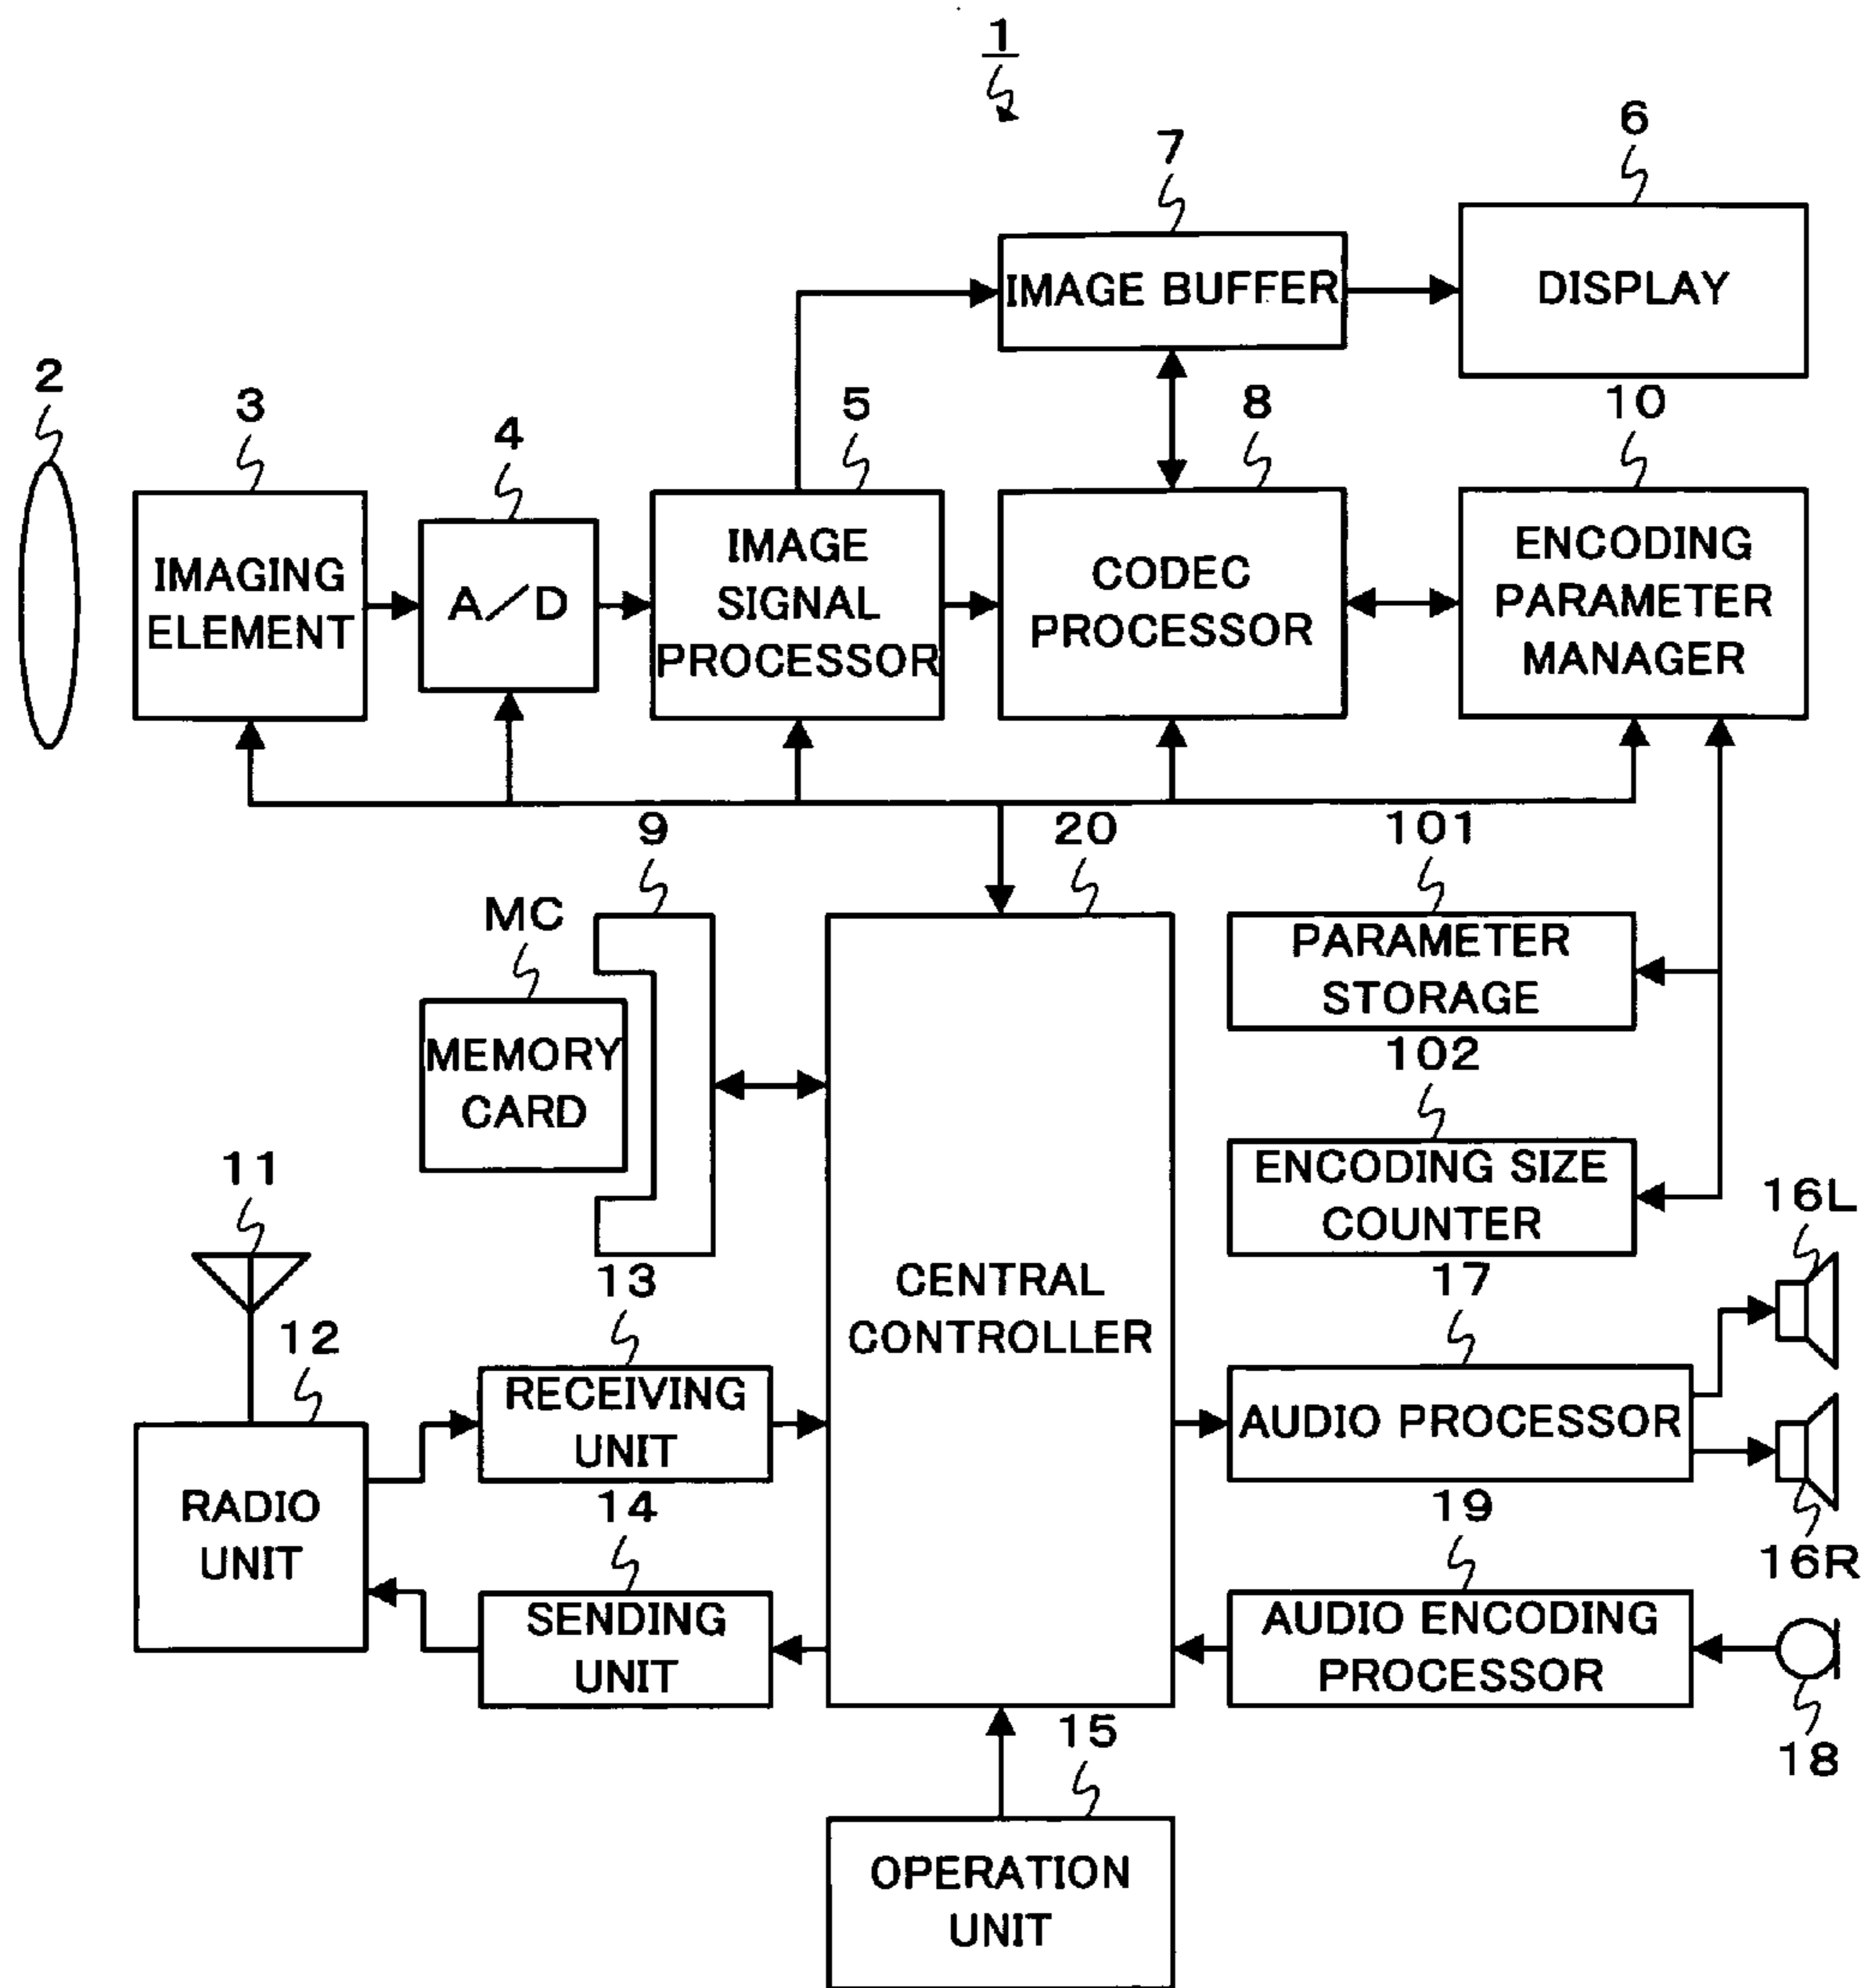 1
7
6
IMAGE BUFFER
DISPLAY
2
3
4
5
8
10
IMAGING
ELEMENT
A/D
IMAGE
SIGNAL
PROCESSOR
CODEC
PROCESSOR
ENCODING
PARAMETER
MANAGER
9
20
101
MC
MEMORY
CARD
PARAMETER
STORAGE
102
ENCODING SIZE
COUNTER
11
12
13
CENTRAL
CONTROLLER
17
16L
RECEIVING
UNIT
AUDIO PROCESSOR
RADIO
UNIT
14
19
16R
SENDING
UNIT
AUDIO ENCODING
PROCESSOR
18
15
OPERATION
UNIT